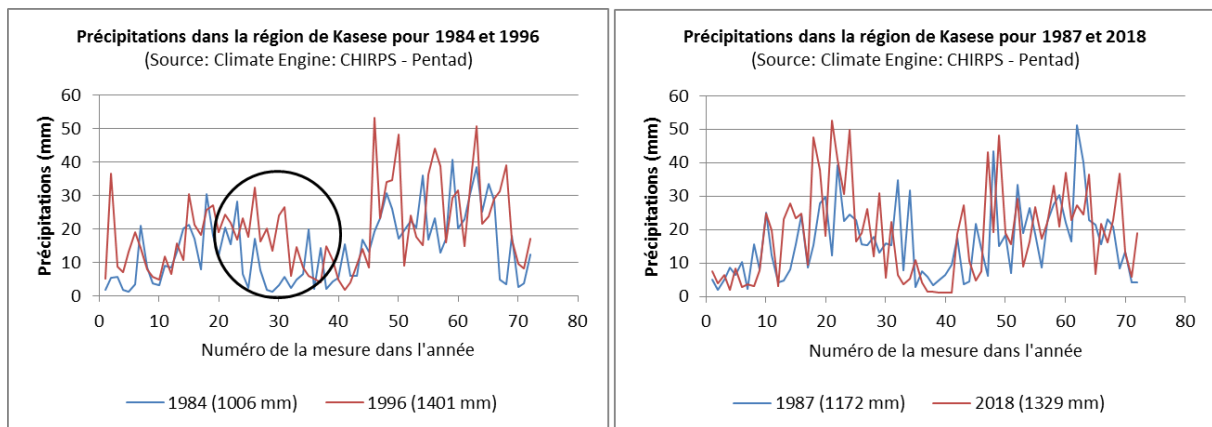 Précipitations dans la région de Kasese pour 1984 et 1996
(Source: Climate Engine: CHIRPS - Pentad)
Précipitations (mm)
60
50
40
30
20
10
0
0 10 20 30 40 50 60 70 80
Numéro de la mesure dans l'année
1984 (1006 mm) 1996 (1401 mm)
Précipitations dans la région de Kasese pour 1987 et 2018
(Source: Climate Engine: CHIRPS - Pentad)
Précipitations (mm)
60
50
40
30
20
10
0
0 10 20 30 40 50 60 70 80
Numéro de la mesure dans l'année
1987 (1172 mm) 2018 (1329 mm)